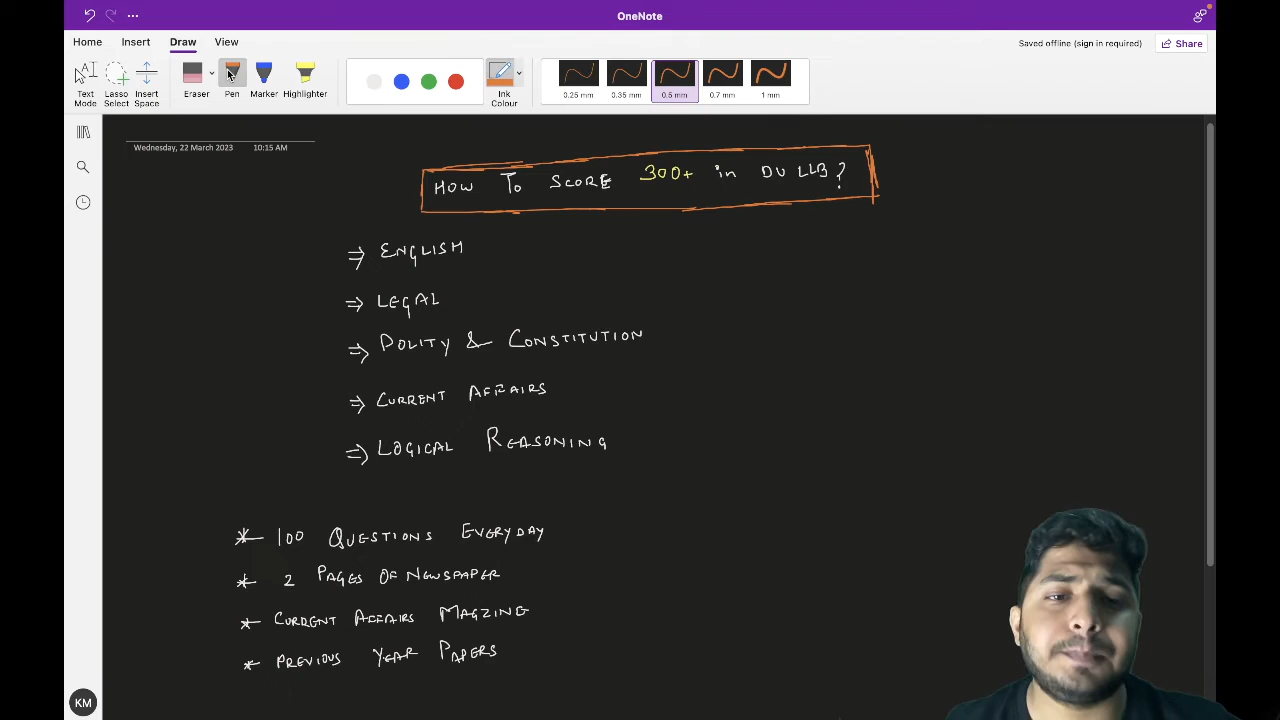 OneNote
Home Insert Draw View
Saved offline (sign in required) Share
Text Mode Lasso Select Insert Space Eraser Pen Marker Highlighter Ink Colour 0.25 mm 0.35 mm 0.5 mm 0.7 mm 1 mm
Wednesday, 22 March 2023 10:15 AM
HOW TO SCORE 300+ in DU LLB?
⇒ ENGLISH
⇒ LEGAL
⇒ POLITY & CONSTITUTION
⇒ CURRENT AFFAIRS
⇒ LOGICAL REASONING
* 100 QUESTIONS EVERYDAY
* 2 PAGES OF NEWSPAPER
* CURRENT AFFAIRS MAGZINE
* PREVIOUS YEAR PAPERS
KM